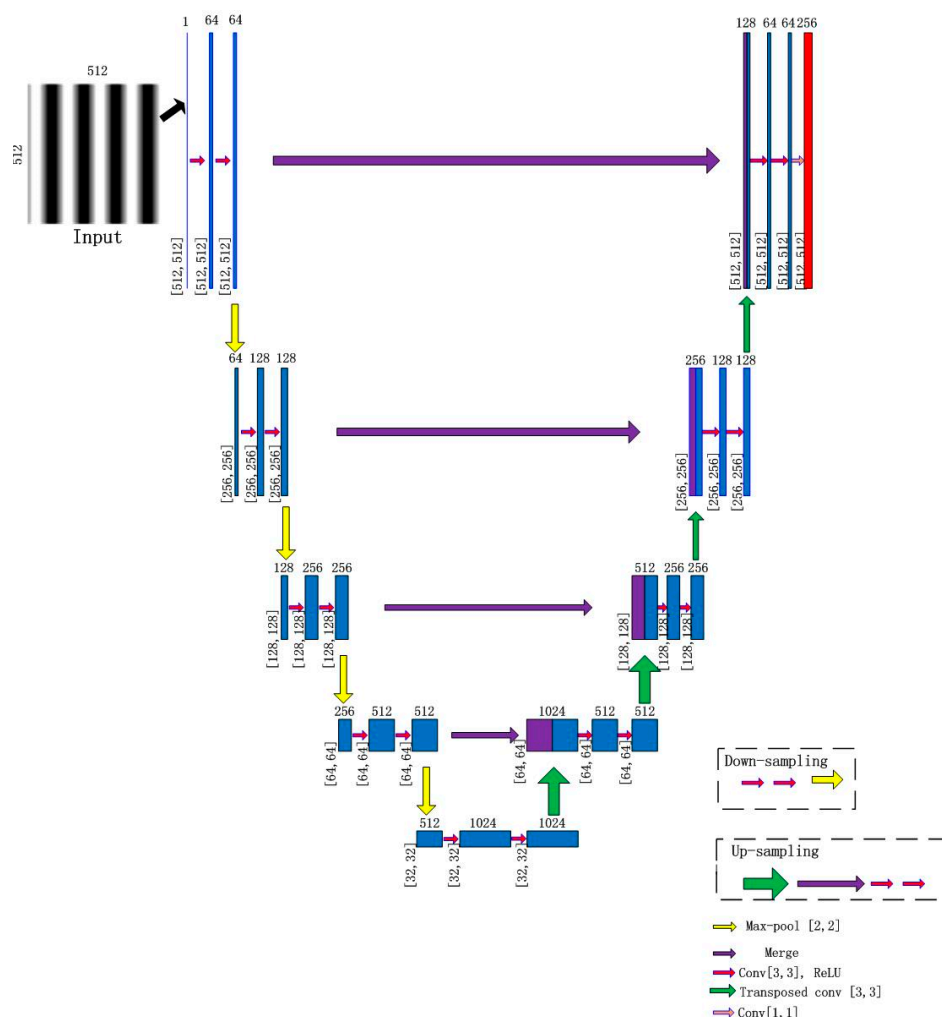 1 64 64
512
512
Input
[512,512] [512,512] [512,512]
128 64 64 256
[512,512] [512,512] [512,512] [512,512]
64 128 128
[256,256] [256,256] [256,256]
256 128 128
[256,256] [256,256] [256,256]
128 256 256
[128,128] [128,128] [128,128]
512 256 256
[128,128] [128,128] [128,128]
256 512 512
[64,64] [64,64] [64,64]
1024 512 512
[64,64] [64,64] [64,64]
512 1024 1024
[32,32] [32,32] [32,32]
Down-sampling
Up-sampling
Max-pool [2,2]
Merge
Conv[3,3], ReLU
Transposed conv [3,3]
Conv[1,1]